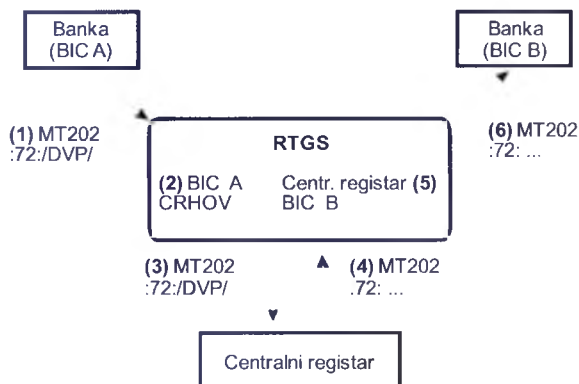 Banka
(BIC A)
Banka
(BIC B)
(1) MT202
:72:/DVP/
(6) MT202
:72: ...
RTGS
(2) BIC A
CRHOV
Centr. registar (5)
BIC B
(3) MT202
:72:/DVP/
(4) MT202
.72: ...
Centralni registar